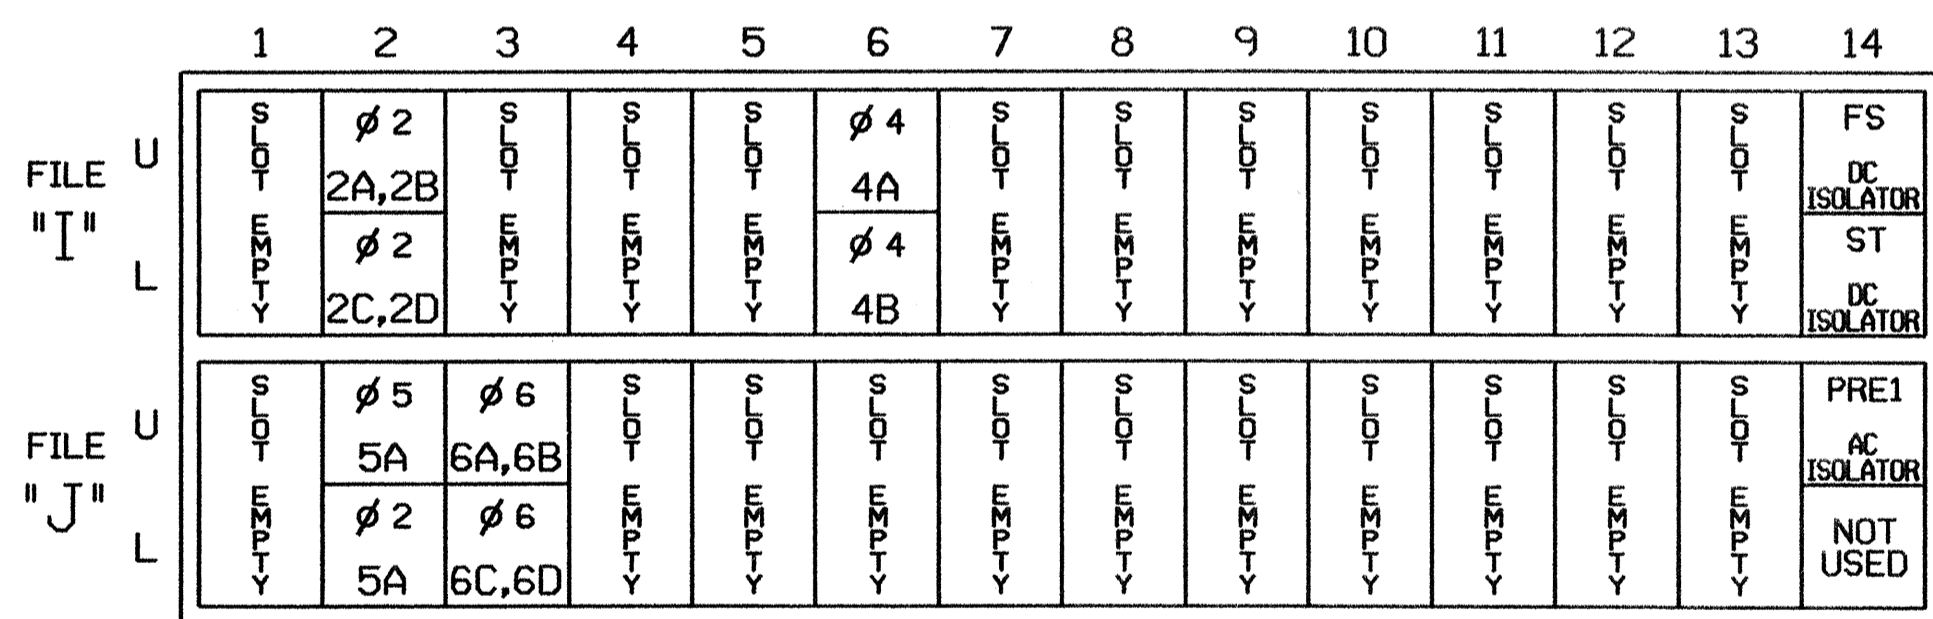 1 2 3 4 5 6 7 8 9 10 11 12 13 14
FILE "I"
U
L
SLOT EMPTY
ø 2
2A,2B
ø 2
2C,2D
SLOT EMPTY
SLOT EMPTY
SLOT EMPTY
ø 4
4A
ø 4
4B
SLOT EMPTY
SLOT EMPTY
SLOT EMPTY
SLOT EMPTY
SLOT EMPTY
SLOT EMPTY
SLOT EMPTY
FS
DC
ISOLATOR
ST
DC
ISOLATOR
FILE "J"
U
L
SLOT EMPTY
ø 5
5A
ø 2
5A
ø 6
6A,6B
ø 6
6C,6D
SLOT EMPTY
SLOT EMPTY
SLOT EMPTY
SLOT EMPTY
SLOT EMPTY
SLOT EMPTY
SLOT EMPTY
SLOT EMPTY
SLOT EMPTY
SLOT EMPTY
PRE1
AC
ISOLATOR
NOT
USED